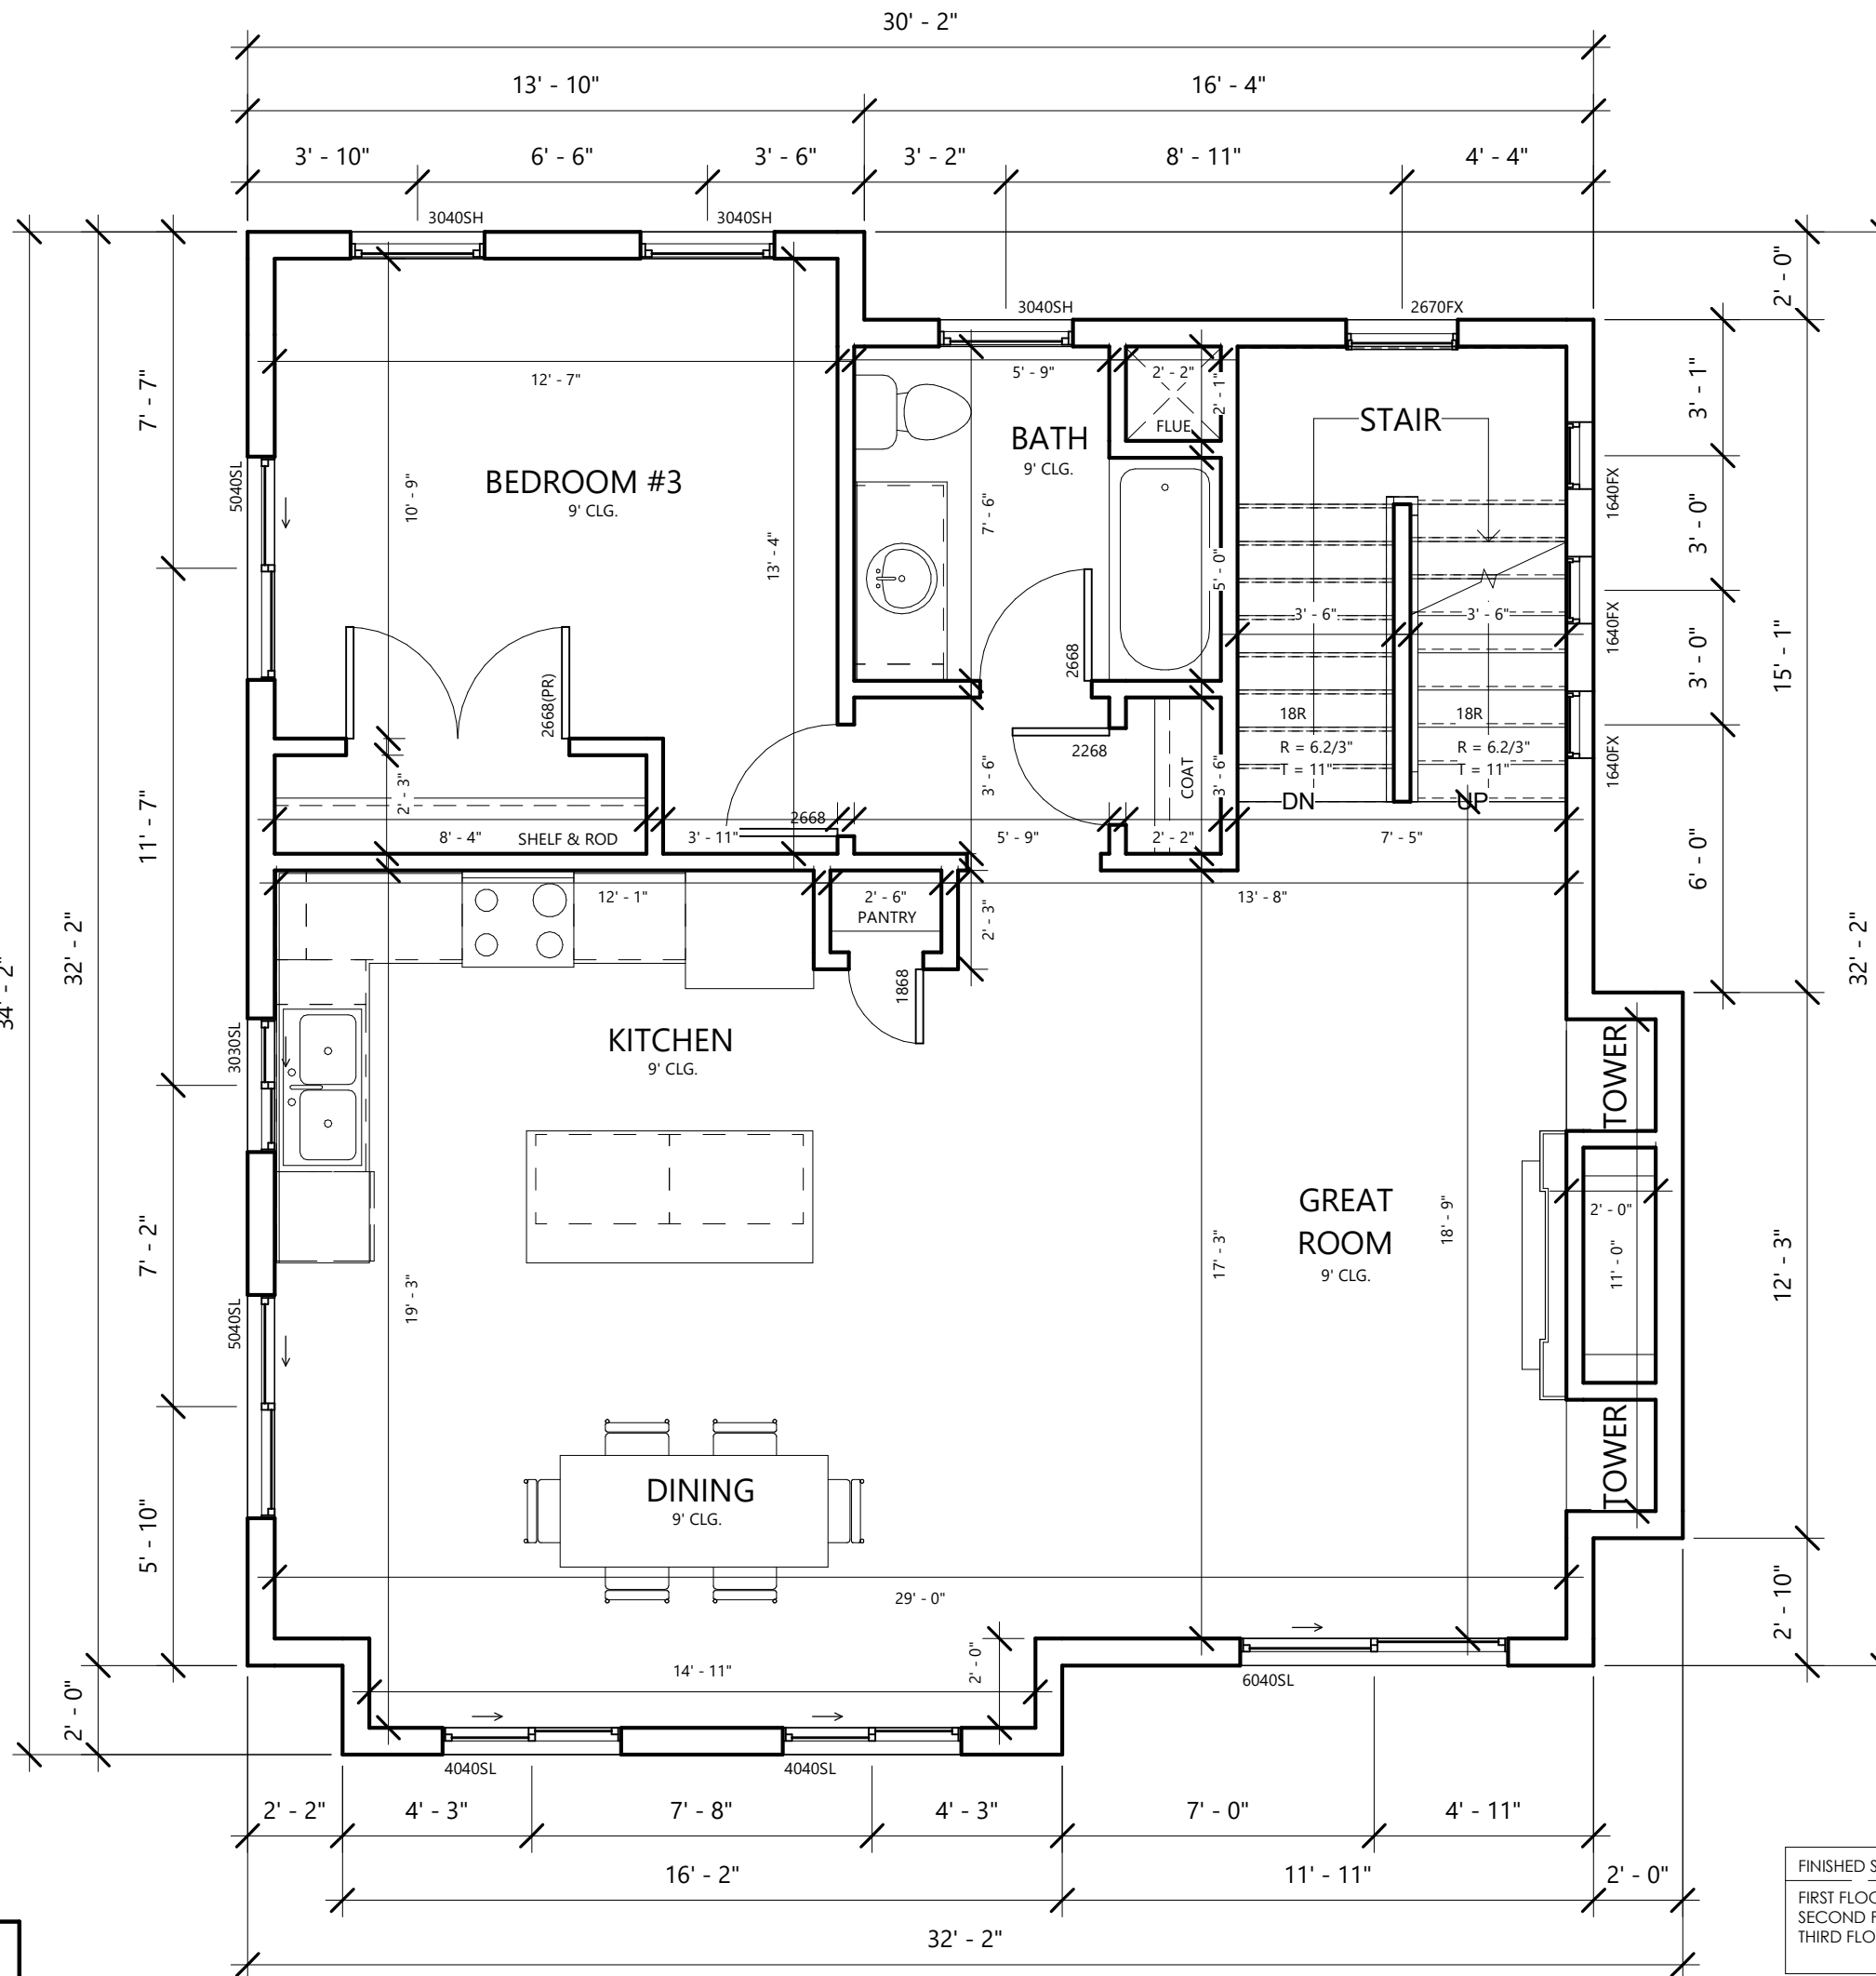 30' - 2"
13' - 10"
16' - 4"
3' - 10"
6' - 6"
3' - 6"
3' - 2"
8' - 11"
4' - 4"
3040SH
3040SH
3040SH
2670FX
2' - 0"
3' - 1"
3' - 0"
3' - 0"
6' - 0"
15' - 1"
32' - 2"
12' - 3"
2' - 10"
7' - 7"
11' - 7"
7' - 2"
5' - 10"
32' - 2"
2' - 0"
34' - 2"
5040SL
3030SL
5040SL
12' - 7"
5' - 9"
2' - 2"
2' - 1"
FLUE
STAIR
BATH
9' CLG.
BEDROOM #3
9' CLG.
10' - 9"
13' - 4"
7' - 6"
5' - 0"
1640FX
1640FX
1640FX
3' - 6"
3' - 6"
2668(PR)
2668
2268
COAT
18R
R = 6.2/3"
T = 11"
18R
R = 6.2/3"
T = 11"
DN
UP
2' - 3"
3' - 6"
3' - 6"
2668
8' - 4"
SHELF & ROD
3' - 11"
5' - 9"
2' - 2"
7' - 5"
12' - 1"
2' - 6"
PANTRY
2' - 3"
13' - 8"
1868
KITCHEN
9' CLG.
TOWER
GREAT
ROOM
9' CLG.
18' - 9"
17' - 3"
19' - 3"
2' - 0"
11' - 0"
TOWER
DINING
9' CLG.
29' - 0"
14' - 11"
2' - 0"
6040SL
4040SL
4040SL
2' - 2"
4' - 3"
7' - 8"
4' - 3"
7' - 0"
4' - 11"
16' - 2"
11' - 11"
2' - 0"
32' - 2"
FINISHED
FIRST
SECOND
THIRD